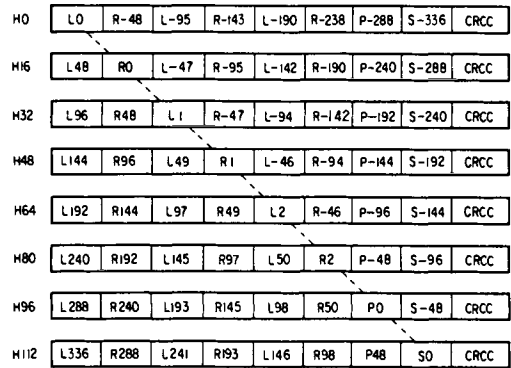 H0 L0 R-48 L-95 R-143 L-190 R-238 P-288 S-336 CRCC
H16 L48 R0 L-47 R-95 L-142 R-190 P-240 S-288 CRCC
H32 L96 R48 L1 R-47 L-94 R-142 P-192 S-240 CRCC
H48 L144 R96 L49 R1 L-46 R-94 P-144 S-192 CRCC
H64 L192 R144 L97 R49 L2 R-46 P-96 S-144 CRCC
H80 L240 R192 L145 R97 L50 R2 P-48 S-96 CRCC
H96 L288 R240 L193 R145 L98 R50 P0 S-48 CRCC
H112 L336 R288 L241 R193 L146 R98 P48 S0 CRCC